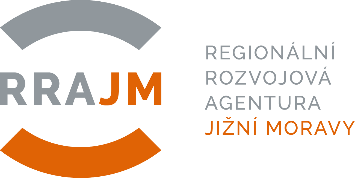 RRAJM
REGIONÁLNÍ
ROZVOJOVÁ
AGENTURA
JIŽNÍ MORAVY